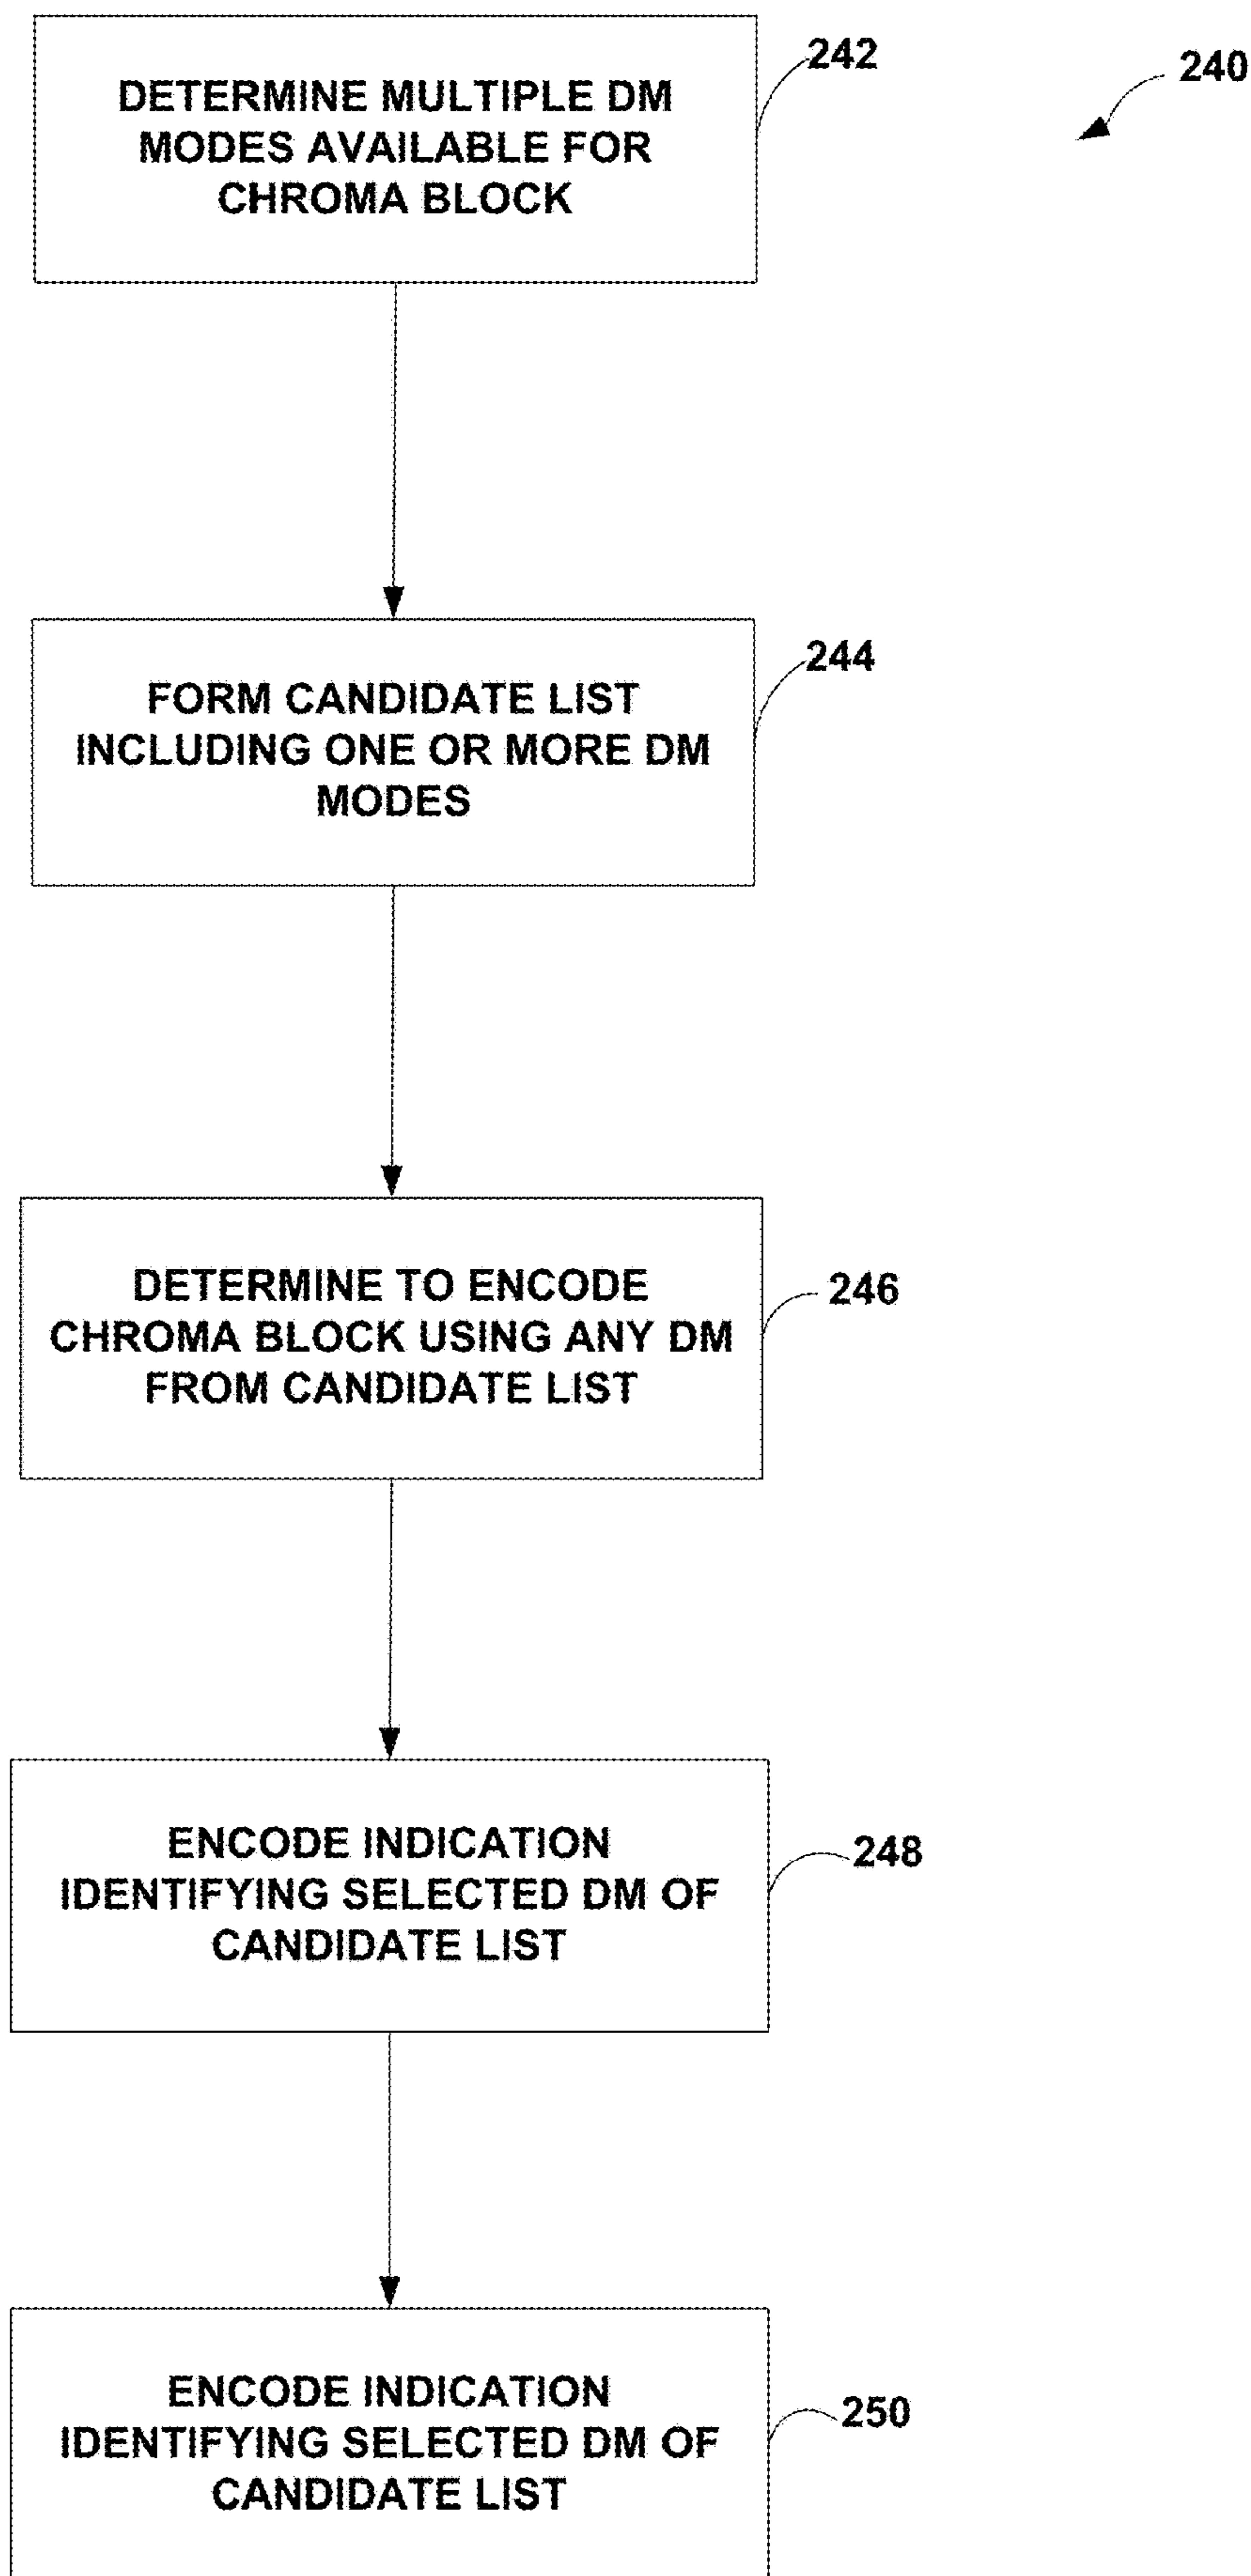 DETERMINE MULTIPLE DM
MODES AVAILABLE FOR
CHROMA BLOCK
242
240
FORM CANDIDATE LIST
INCLUDING ONE OR MORE DM
MODES
244
DETERMINE TO ENCODE
CHROMA BLOCK USING ANY DM
FROM CANDIDATE LIST
246
ENCODE INDICATION
IDENTIFYING SELECTED DM OF
CANDIDATE LIST
248
ENCODE INDICATION
IDENTIFYING SELECTED DM OF
CANDIDATE LIST
250